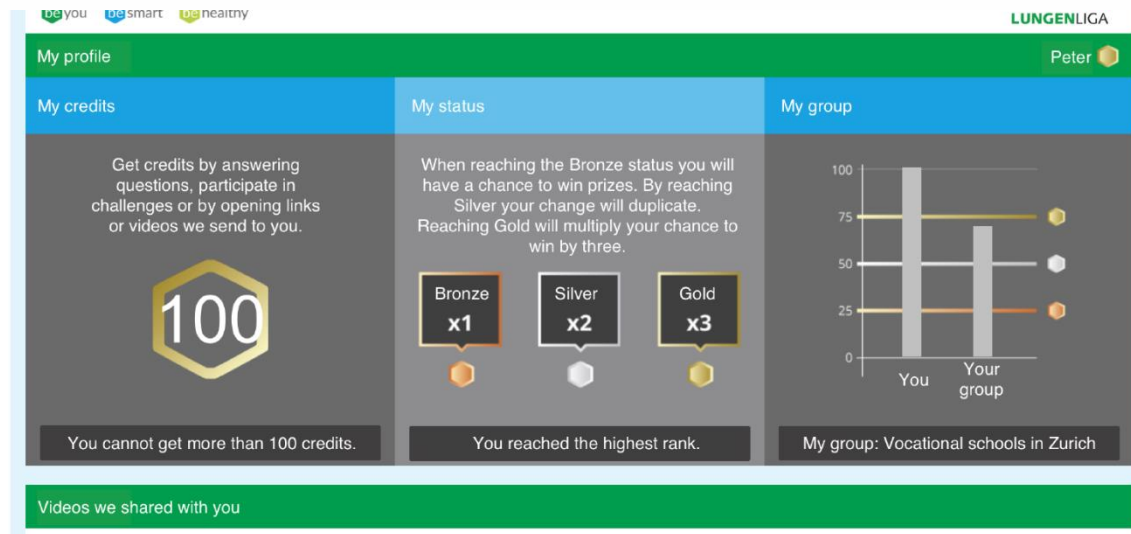 be you be smart be healthy
LUNGENLIGA
My profile
Peter
My credits
Get credits by answering
questions, participate in
challenges or by opening links
or videos we send to you.
100
You cannot get more than 100 credits.
My status
When reaching the Bronze status you will
have a chance to win prizes. By reaching
Silver your change will duplicate.
Reaching Gold will multiply your chance to
win by three.
Bronze
x1
Silver
x2
Gold
x3
You reached the highest rank.
My group
100
75
50
25
0
You
Your
group
My group: Vocational schools in Zurich
Videos we shared with you